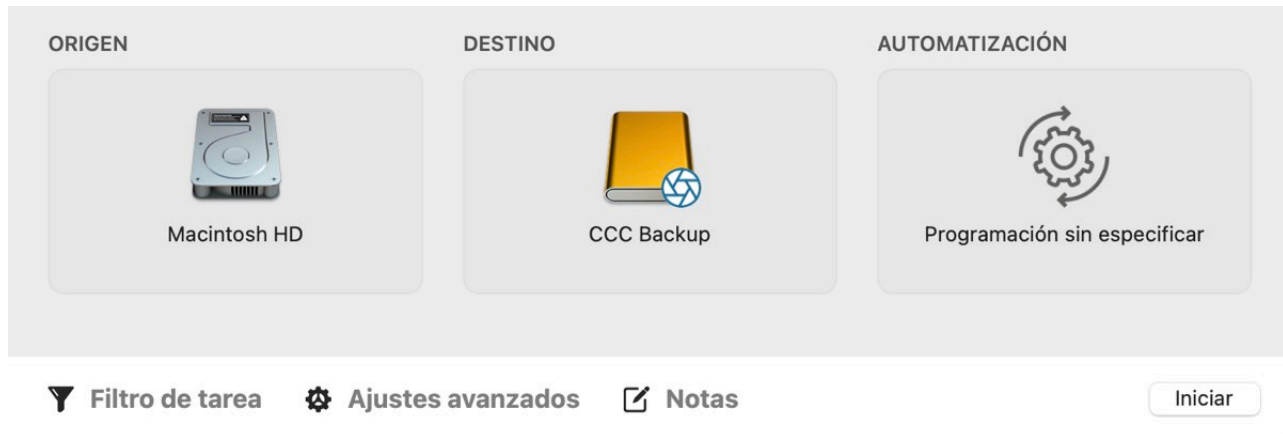 ORIGEN
DESTINO
AUTOMATIZACIÓN
Macintosh HD
CCC Backup
Programación sin especificar
Filtro de tarea
Ajustes avanzados
Notas
Iniciar